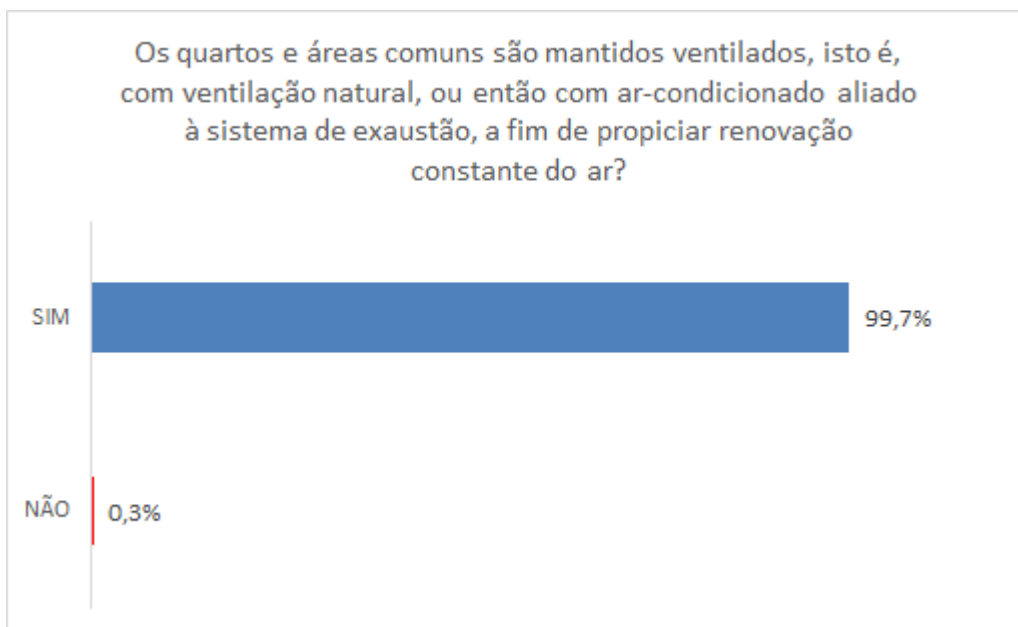 Os quartos e áreas comuns são mantidos ventilados, isto é,
com ventilação natural, ou então com ar-condicionado aliado
à sistema de exaustão, a fim de propiciar renovação
constante do ar?
SIM
99,7%
NÃO
0,3%